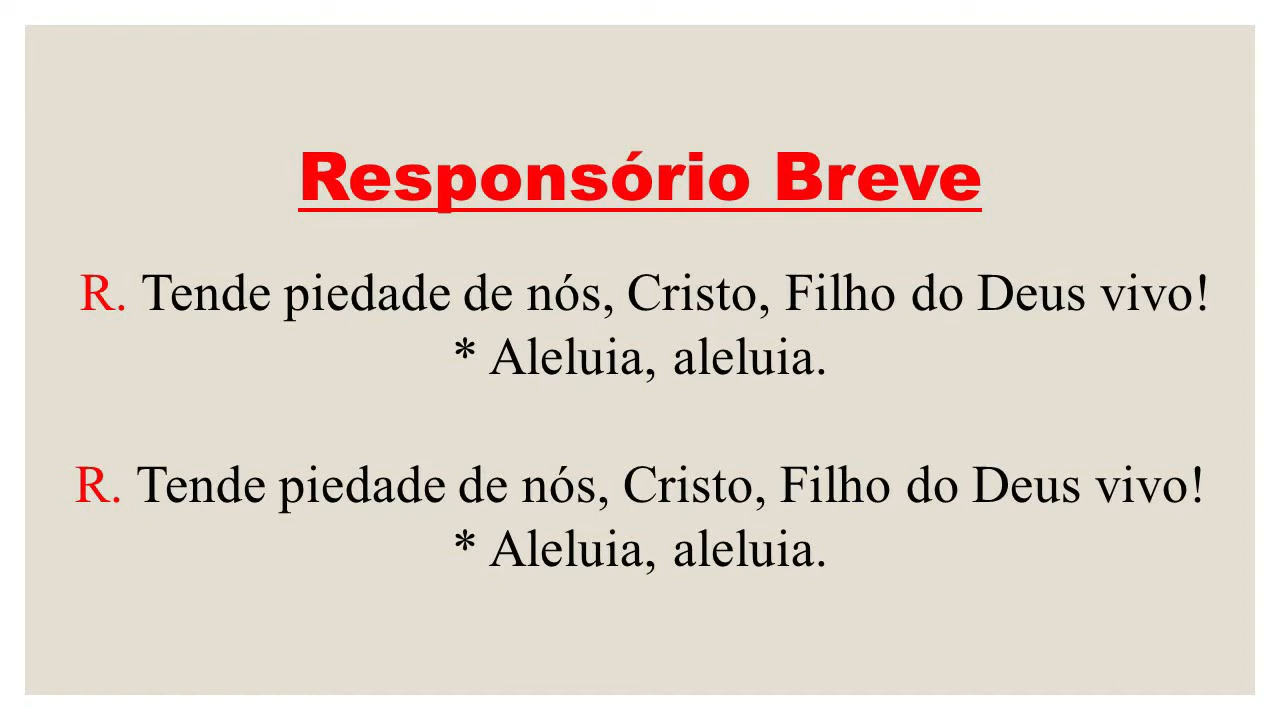 Responsório Breve
R. Tende piedade de nós, Cristo, Filho do Deus vivo!
* Aleluia, aleluia.
R. Tende piedade de nós, Cristo, Filho do Deus vivo!
* Aleluia, aleluia.